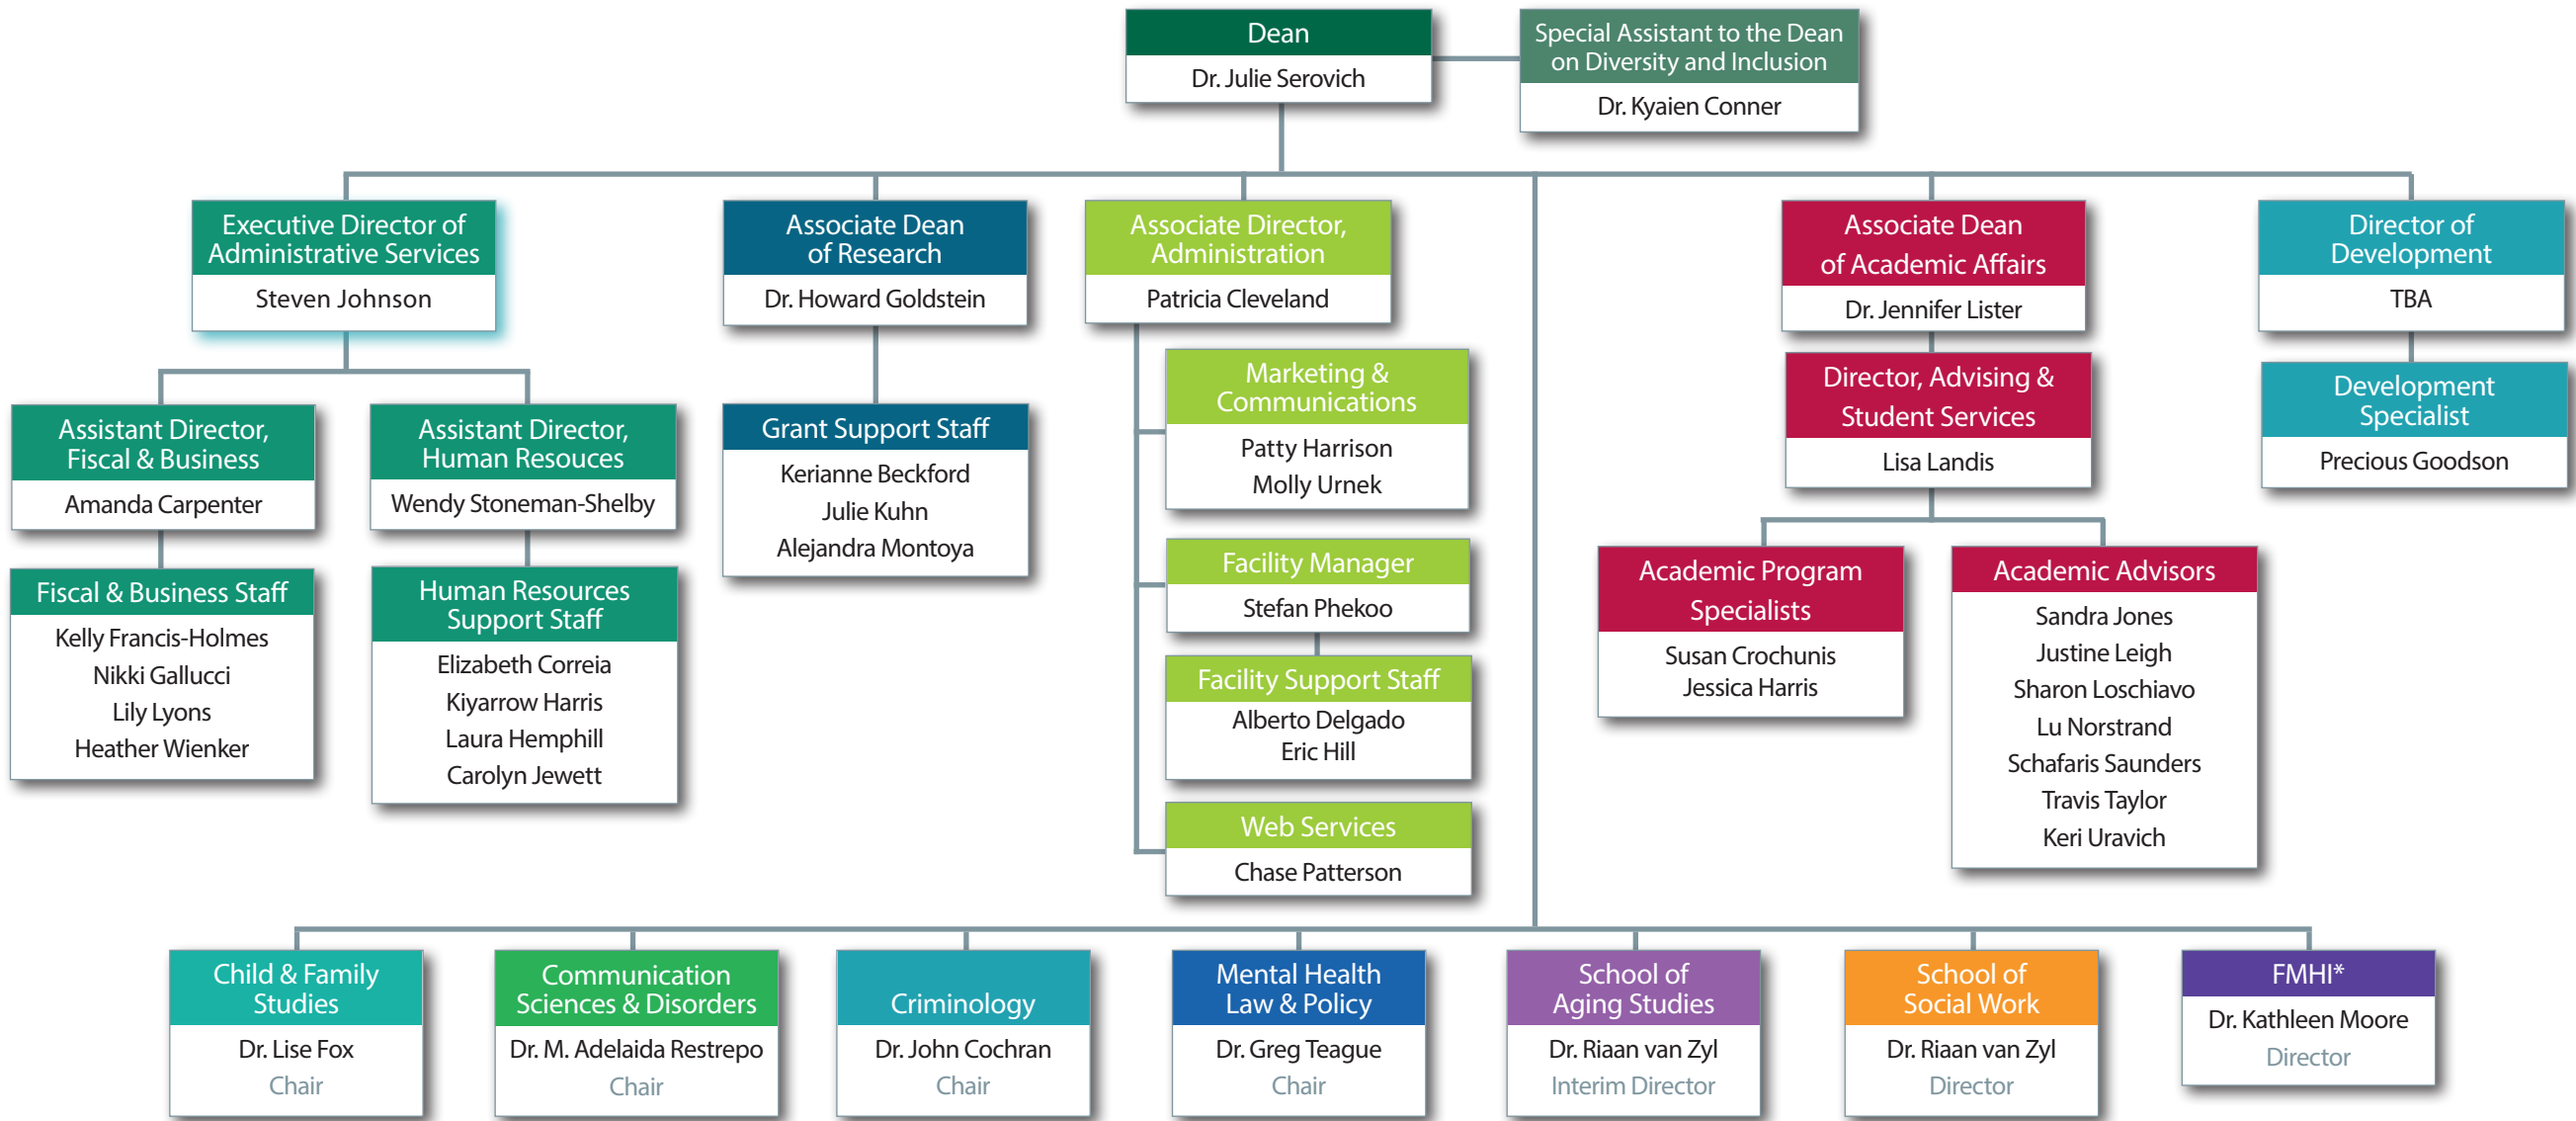 Dean
Dr. Julie Serovich
Special Assistant to the Dean
on Diversity and Inclusion
Dr. Kyaien Conner
Executive Director of
Administrative Services
Steven Johnson
Assistant Director,
Fiscal & Business
Amanda Carpenter
Fiscal & Business Staff
Kelly Francis-Holmes
Nikki Gallucci
Lily Lyons
Heather Wienker
Assistant Director,
Human Resouces
Wendy Stoneman-Shelby
Human Resources
Support Staff
Elizabeth Correia
Kiyarrow Harris
Laura Hemphill
Carolyn Jewett
Associate Dean
of Research
Dr. Howard Goldstein
Grant Support Staff
Kerianne Beckford
Julie Kuhn
Alejandra Montoya
Associate Director,
Administration
Patricia Cleveland
Marketing &
Communications
Patty Harrison
Molly Urnek
Facility Manager
Stefan Phekoo
Facility Support Staff
Alberto Delgado
Eric Hill
Web Services
Chase Patterson
Associate Dean
of Academic Affairs
Dr. Jennifer Lister
Director, Advising &
Student Services
Lisa Landis
Academic Program
Specialists
Susan Crochunis
Jessica Harris
Academic Advisors
Sandra Jones
Justine Leigh
Sharon Loschiavo
Lu Norstrand
Schafaris Saunders
Travis Taylor
Keri Uravich
Director of
Development
TBA
Development
Specialist
Precious Goodson
Child & Family
Studies
Dr. Lise Fox
Chair
Communication
Sciences & Disorders
Dr. M. Adelaida Restrepo
Chair
Criminology
Dr. John Cochran
Chair
Mental Health
Law & Policy
Dr. Greg Teague
Chair
School of
Aging Studies
Dr. Riaan van Zyl
Interim Director
School of
Social Work
Dr. Riaan van Zyl
Director
FMHI*
Dr. Kathleen Moore
Director